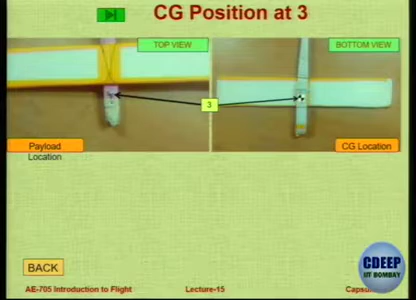 CG Position at 3
TOP VIEW
BOTTOM VIEW
3
Payload
Location
CG Location
BACK
CDEEP
IIT BOMBAY
AE-705 Introduction to Flight
Lecture-15